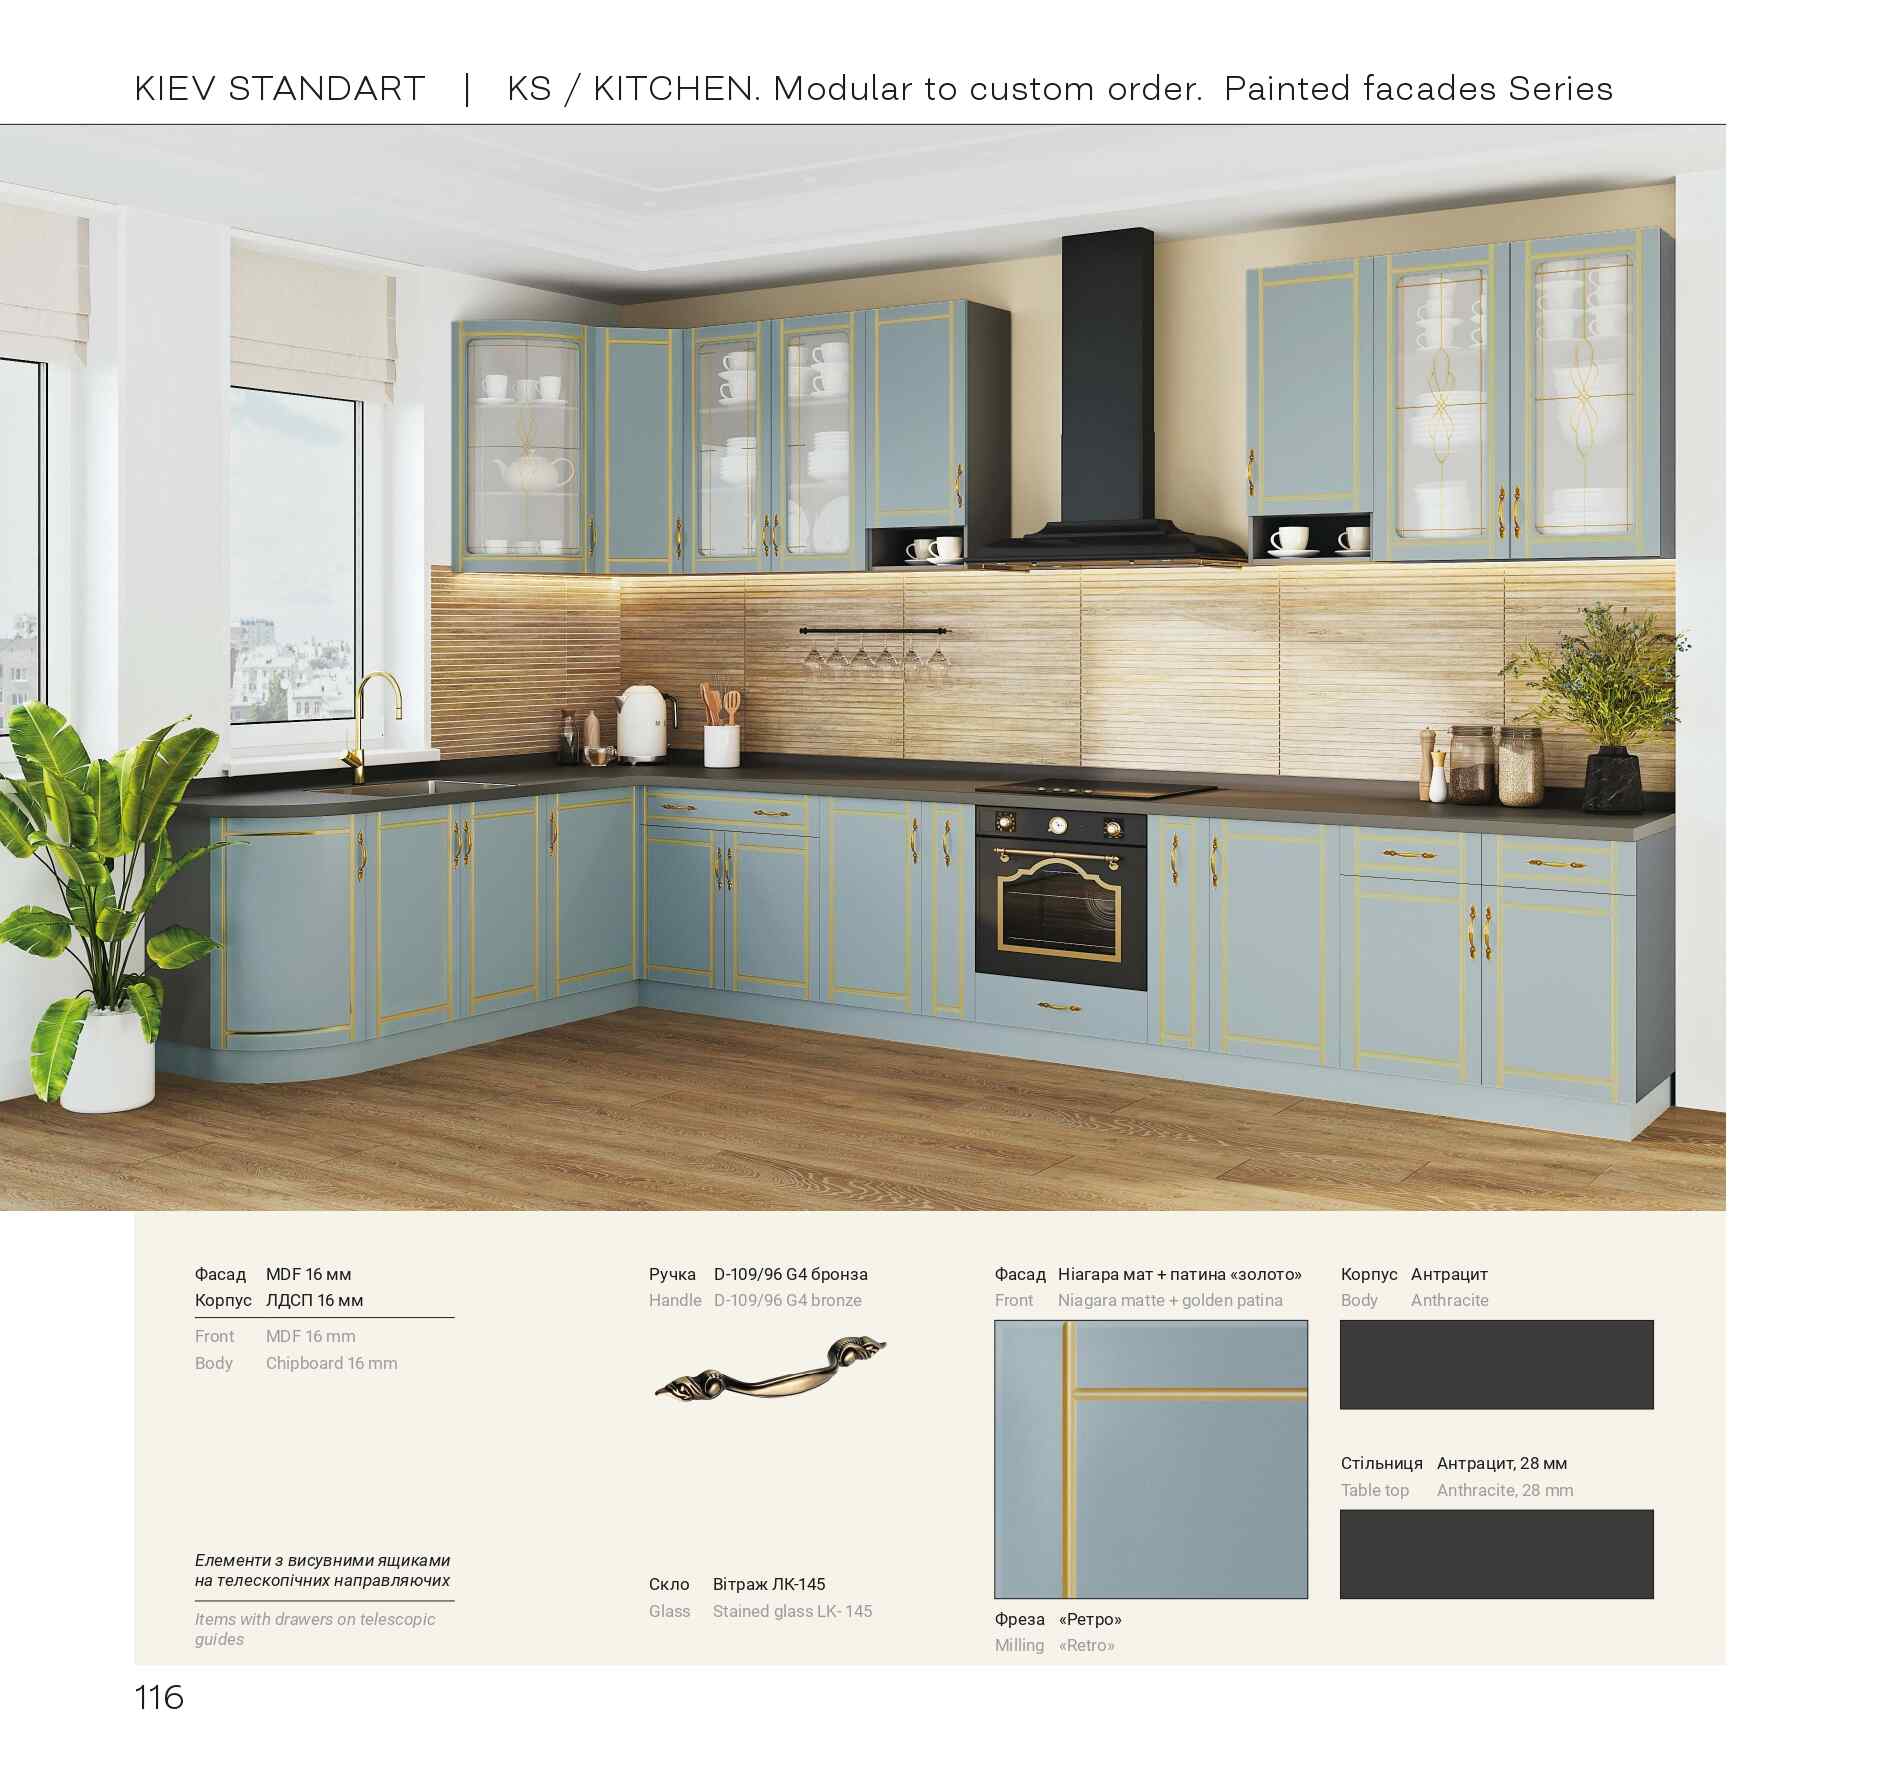 KIEV STANDART | KS / KITCHEN. Modular to custom order. Painted facades Series
Фасад MDF 16 мм
Корпус ЛДСП 16 мм
Front MDF 16 mm
Body Chipboard 16 mm
Елементи з висувними ящиками
на телескопічних направляючих
Items with drawers on telescopic
guides
Ручка D-109/96 G4 бронза
Handle D-109/96 G4 bronze
Скло Вітраж ЛК-145
Glass Stained glass LK- 145
Фасад Ніагара мат + патина «золото»
Front Niagara matte + golden patina
Фреза «Ретро»
Milling «Retro»
Корпус Антрацит
Body Anthracite
Стільниця Антрацит, 28 мм
Table top Anthracite, 28 mm
116